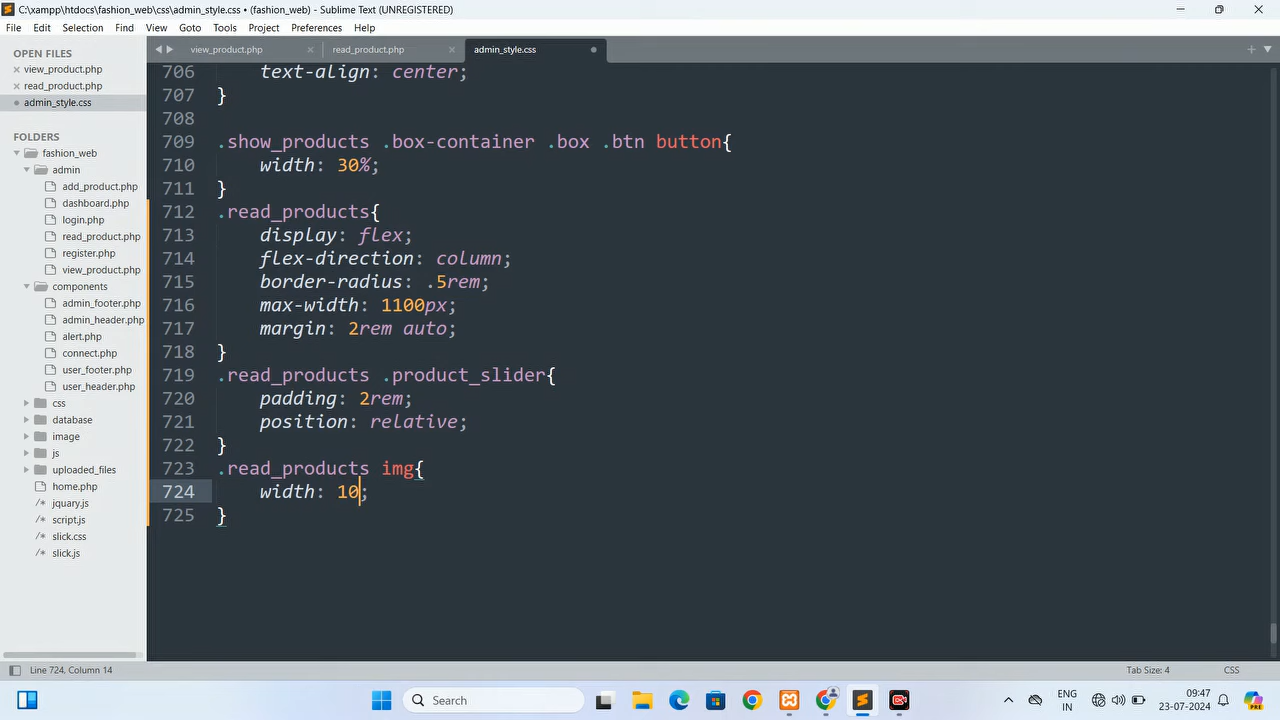 C:\xampp\htdocs\fashion_web\css\admin_style.css • (fashion_web) - Sublime Text (UNREGISTERED)
File Edit Selection Find View Goto Tools Project Preferences Help
OPEN FILES
view_product.php
read_product.php
admin_style.css
FOLDERS
fashion_web
admin
add_product.php
dashboard.php
login.php
read_product.php
register.php
view_product.php
components
admin_footer.php
admin_header.php
alert.php
connect.php
user_footer.php
user_header.php
css
database
image
js
uploaded_files
home.php
jquary.js
script.js
slick.css
slick.js
view_product.php read_product.php admin_style.css
706 text-align: center;
707 }
708
709 .show_products .box-container .box .btn button{
710 width: 30%;
711 }
712 .read_products{
713 display: flex;
714 flex-direction: column;
715 border-radius: .5rem;
716 max-width: 1100px;
717 margin: 2rem auto;
718 }
719 .read_products .product_slider{
720 padding: 2rem;
721 position: relative;
722 }
723 .read_products img{
724 width: 10;
725 }
Line 724, Column 14 Tab Size: 4 CSS
Search
ENG
IN
09:47
23-07-2024